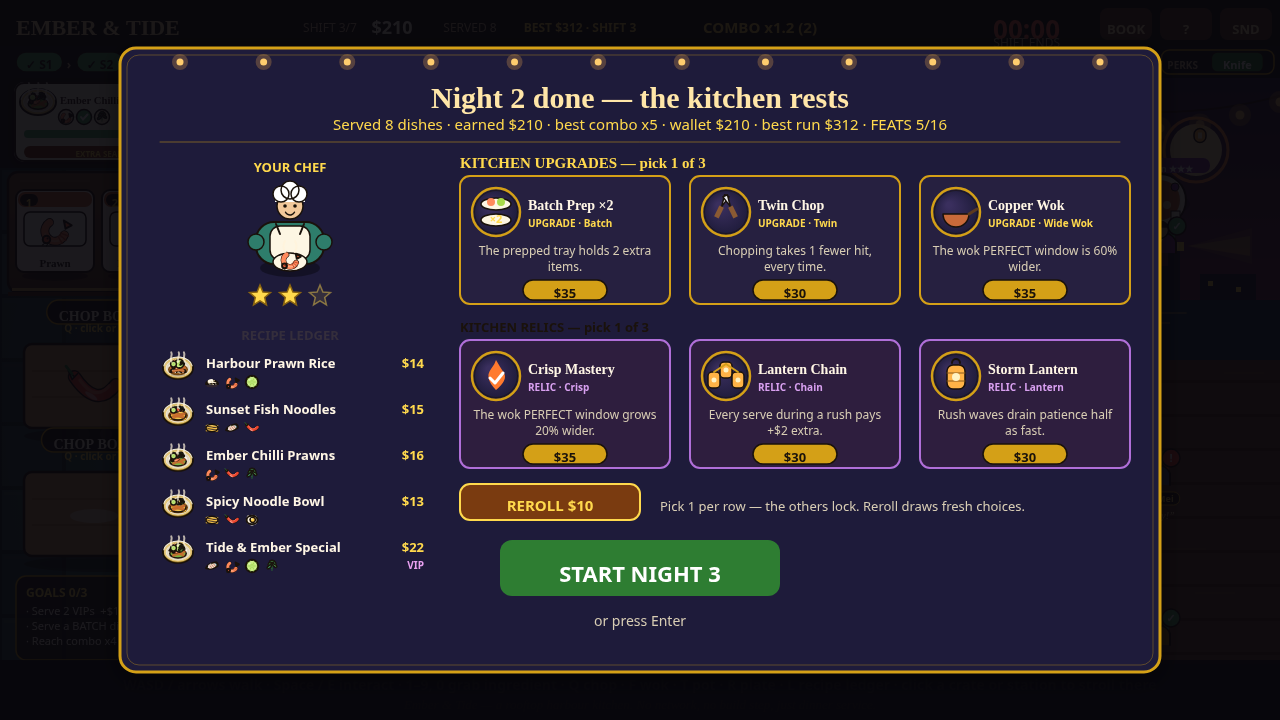 EMBER & TIDE
SHIFT 3/7
$210
SERVED 8
BEST $312 · SHIFT 3
COMBO x1.2 (2)
00:00
BOOK
?
SND
✓ S1
✓ S2
PERKS
Knife
Ember Chilli
Night 2 done — the kitchen rests
Served 8 dishes · earned $210 · best combo x5 · wallet $210 · best run $312 · FEATS 5/16
YOUR CHEF
RECIPE LEDGER
Harbour Prawn Rice $14
Sunset Fish Noodles $15
Ember Chilli Prawns $16
Spicy Noodle Bowl $13
Tide & Ember Special $22
VIP
KITCHEN UPGRADES — pick 1 of 3
Batch Prep ×2
UPGRADE · Batch
The prepped tray holds 2 extra
items.
$35
Twin Chop
UPGRADE · Twin
Chopping takes 1 fewer hit,
every time.
$30
Copper Wok
UPGRADE · Wide Wok
The wok PERFECT window is 60%
wider.
$35
KITCHEN RELICS — pick 1 of 3
Crisp Mastery
RELIC · Crisp
The wok PERFECT window grows
20% wider.
$35
Lantern Chain
RELIC · Chain
Every serve during a rush pays
+$2 extra.
$30
Storm Lantern
RELIC · Lantern
Rush waves drain patience half
as fast.
$30
REROLL $10
Pick 1 per row — the others lock. Reroll draws fresh choices.
START NIGHT 3
or press Enter
Prawn
CHOP
Q · click or
CHOP
Q · click or
GOALS 0/3
· Serve 2 VIPs
· Serve a BATCH
· Reach combo x4